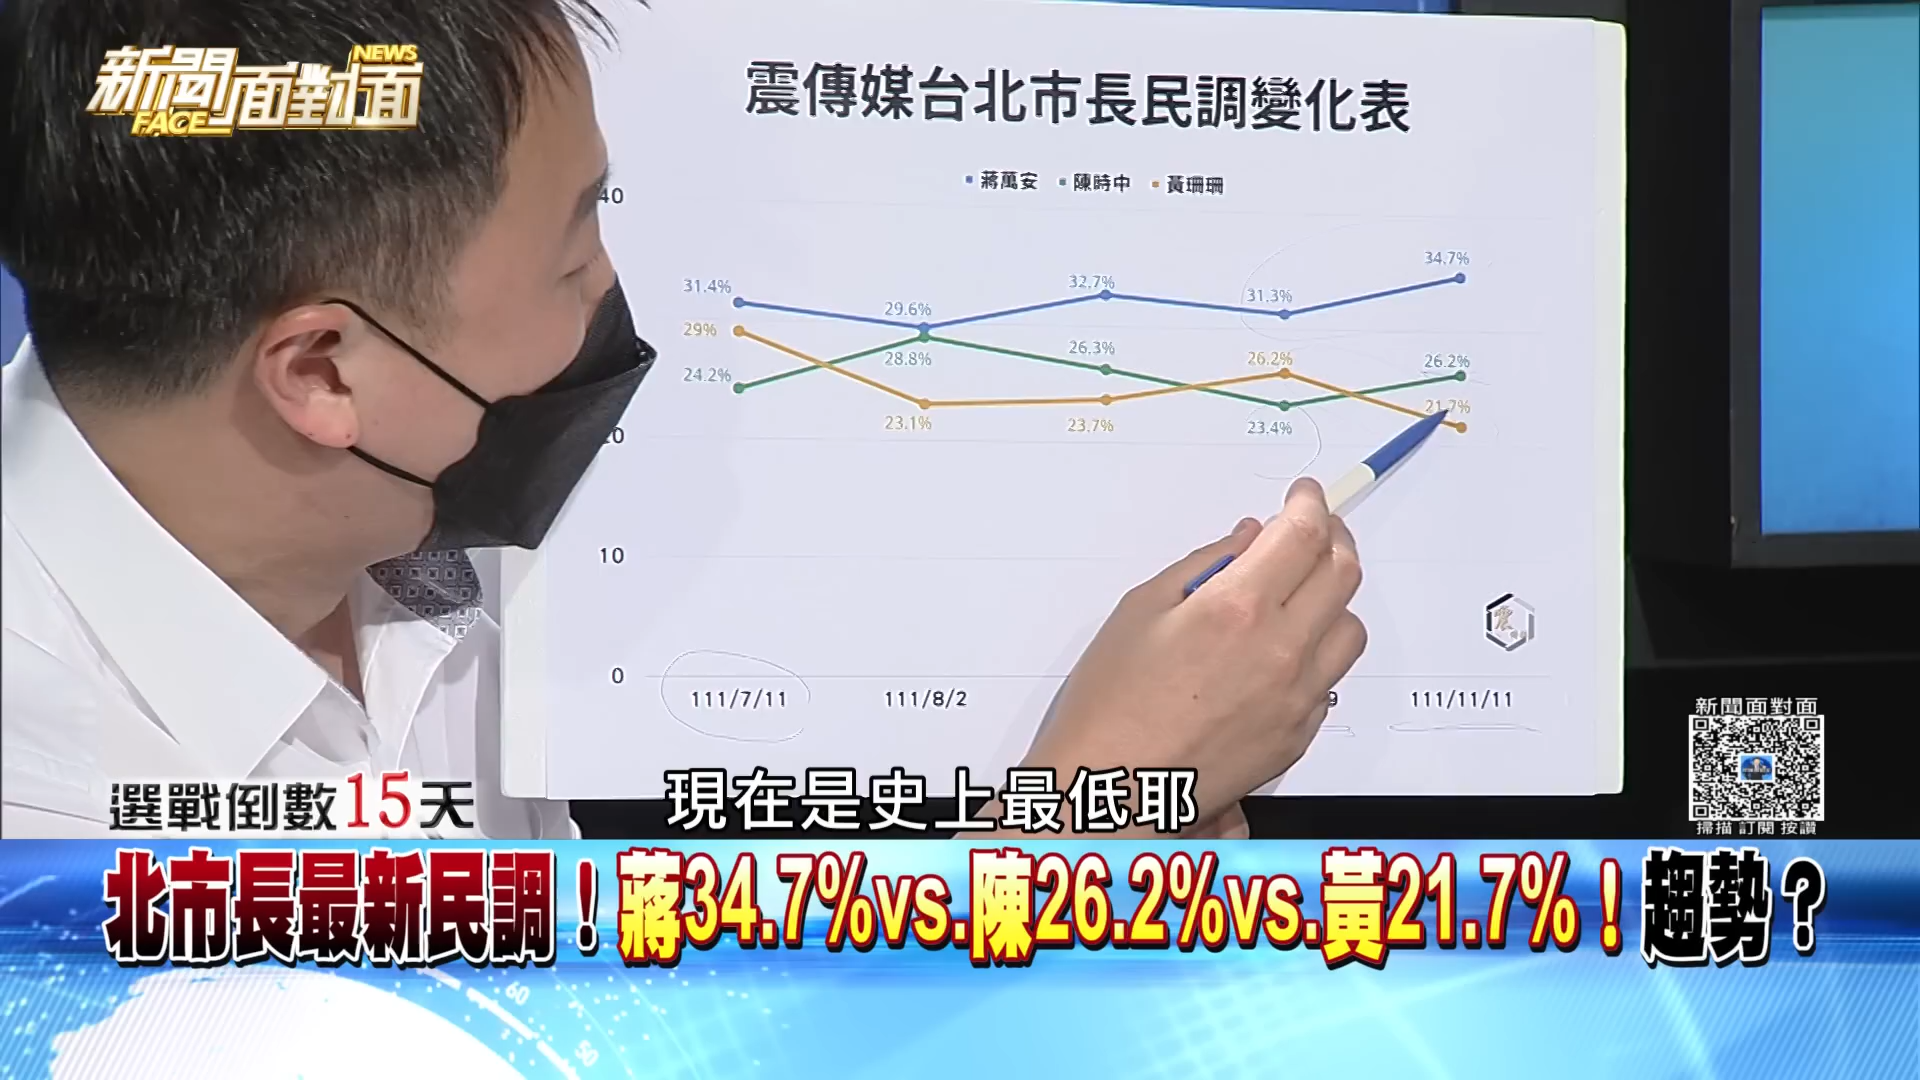 新聞面對面
NEWS
FACE
震傳媒台北市長民調變化表
蔣萬安 陳時中 黃珊珊
40
34.7%
31.4% 29.6% 32.7% 31.3%
29%
28.8% 26.3% 26.2% 26.2%
24.2%
23.1% 23.7% 23.4% 21.7%
20
10
震
0
111/7/11 111/8/2 9 111/11/11
新聞面對面
掃描 訂閱 按讚
選戰倒數15天
現在是史上最低耶
北市長最新民調！蔣34.7%vs.陳26.2%vs.黃21.7%！趨勢？
60
50